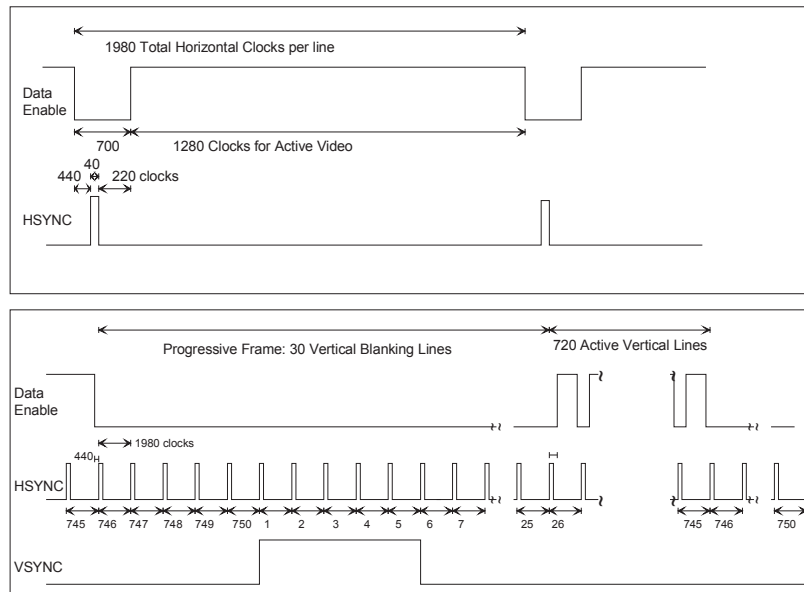 1980 Total Horizontal Clocks per line
Data
Enable
700
1280 Clocks for Active Video
40
440
220 clocks
HSYNC
Progressive Frame: 30 Vertical Blanking Lines
720 Active Vertical Lines
Data
Enable
1980 clocks
440
HSYNC
745 746 747 748 749 750 1 2 3 4 5 6 7 25 26 745 746 750
VSYNC